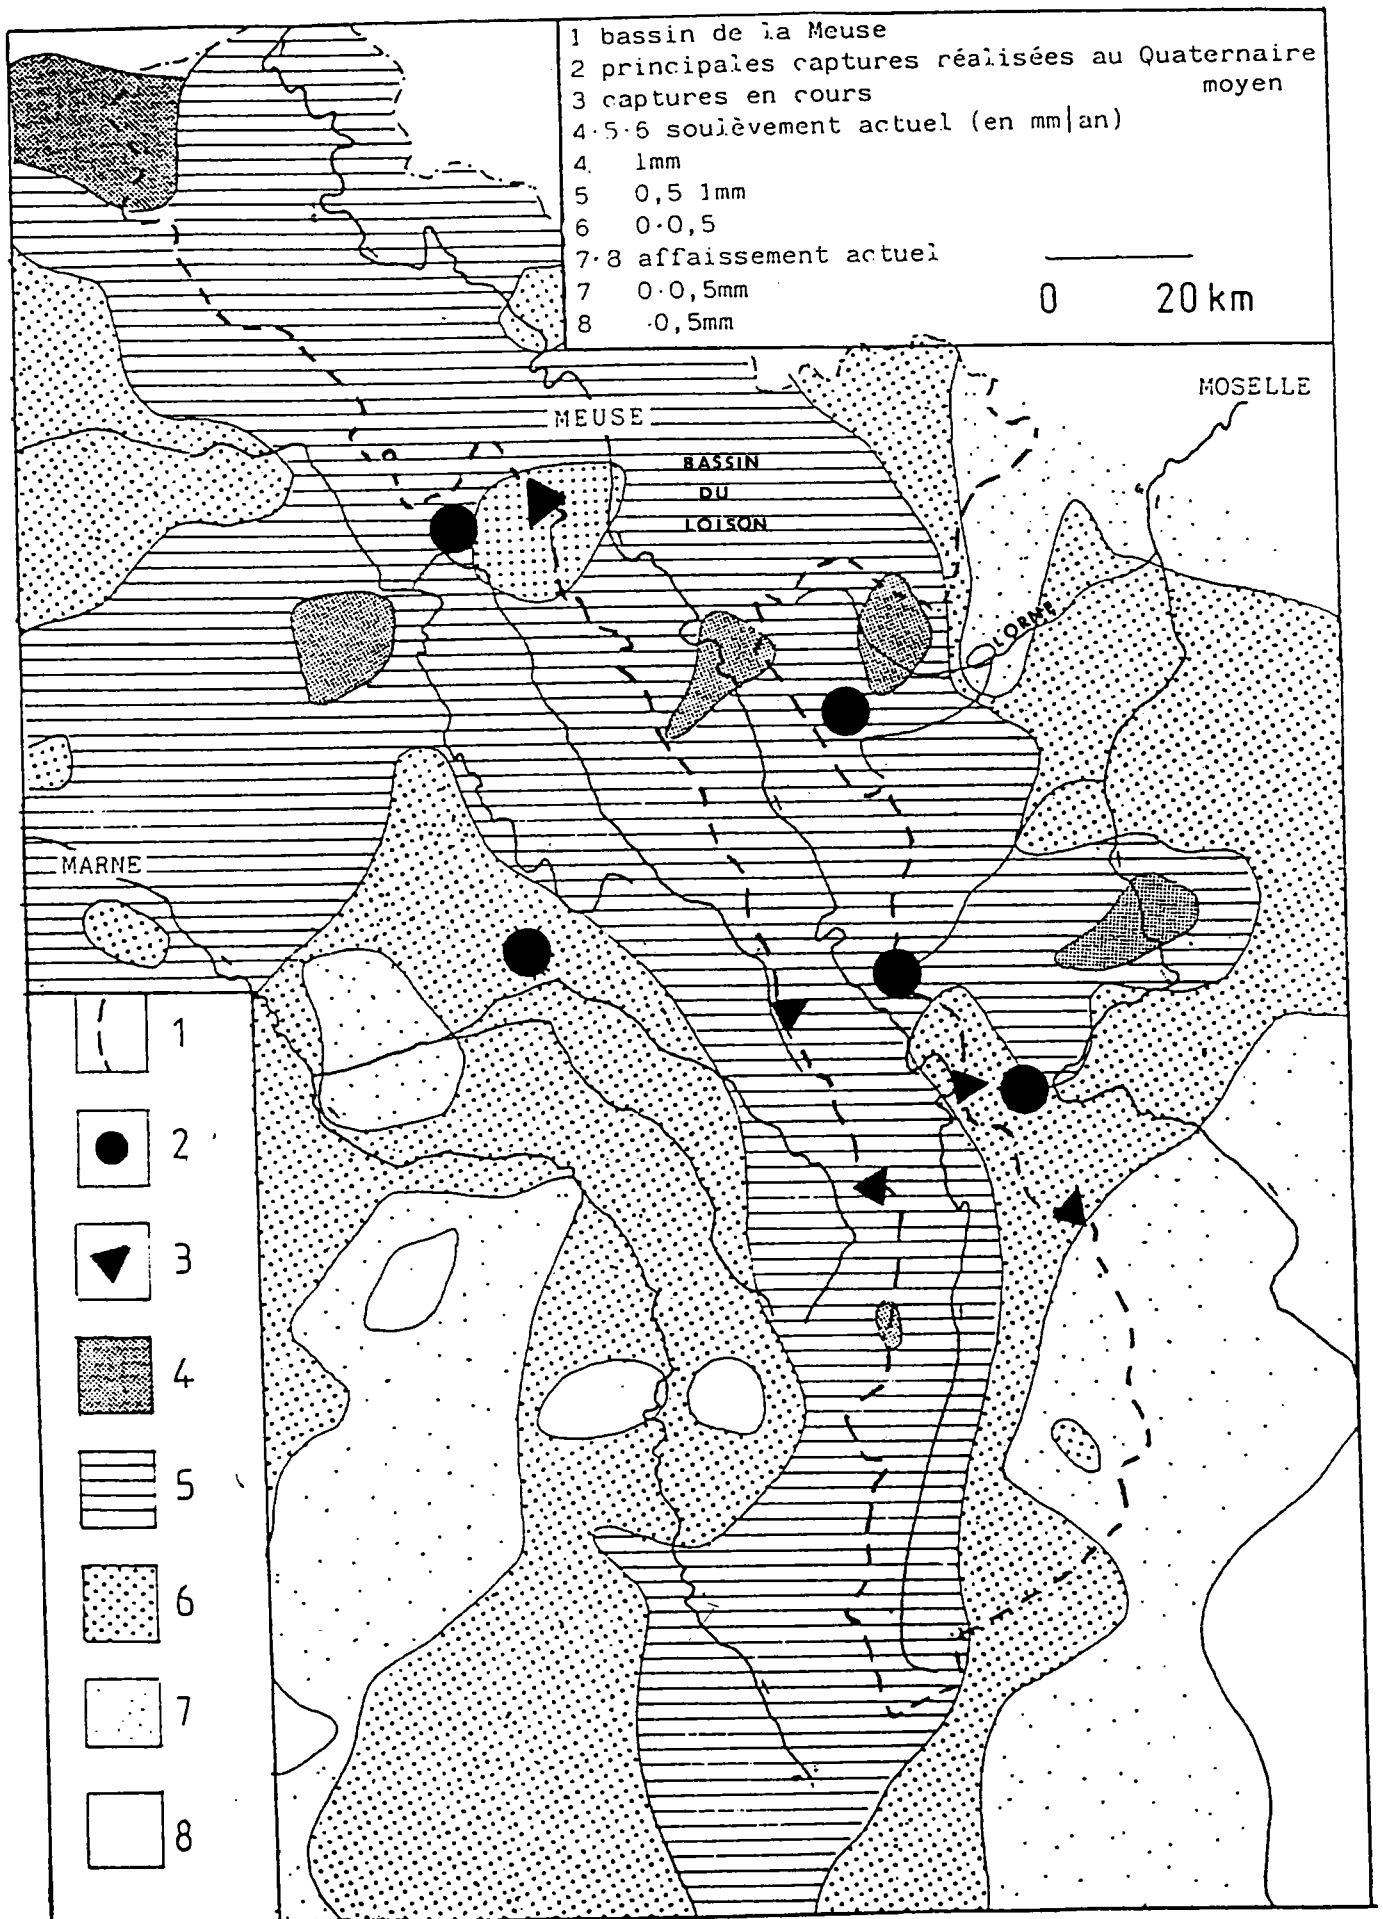 1 bassin de la Meuse
2 principales captures réalisées au Quaternaire
moyen
3 captures en cours
4·5·6 soulèvement actuel (en mm|an)
4 1mm
5 0,5 1mm
6 0·0,5
7·8 affaissement actuel
7 0·0,5mm
8 ·0,5mm
0 20 km
MOSELLE
MEUSE
BASSIN
DU
LOISON
LORNE
MARNE
1
2
3
4
5
6
7
8